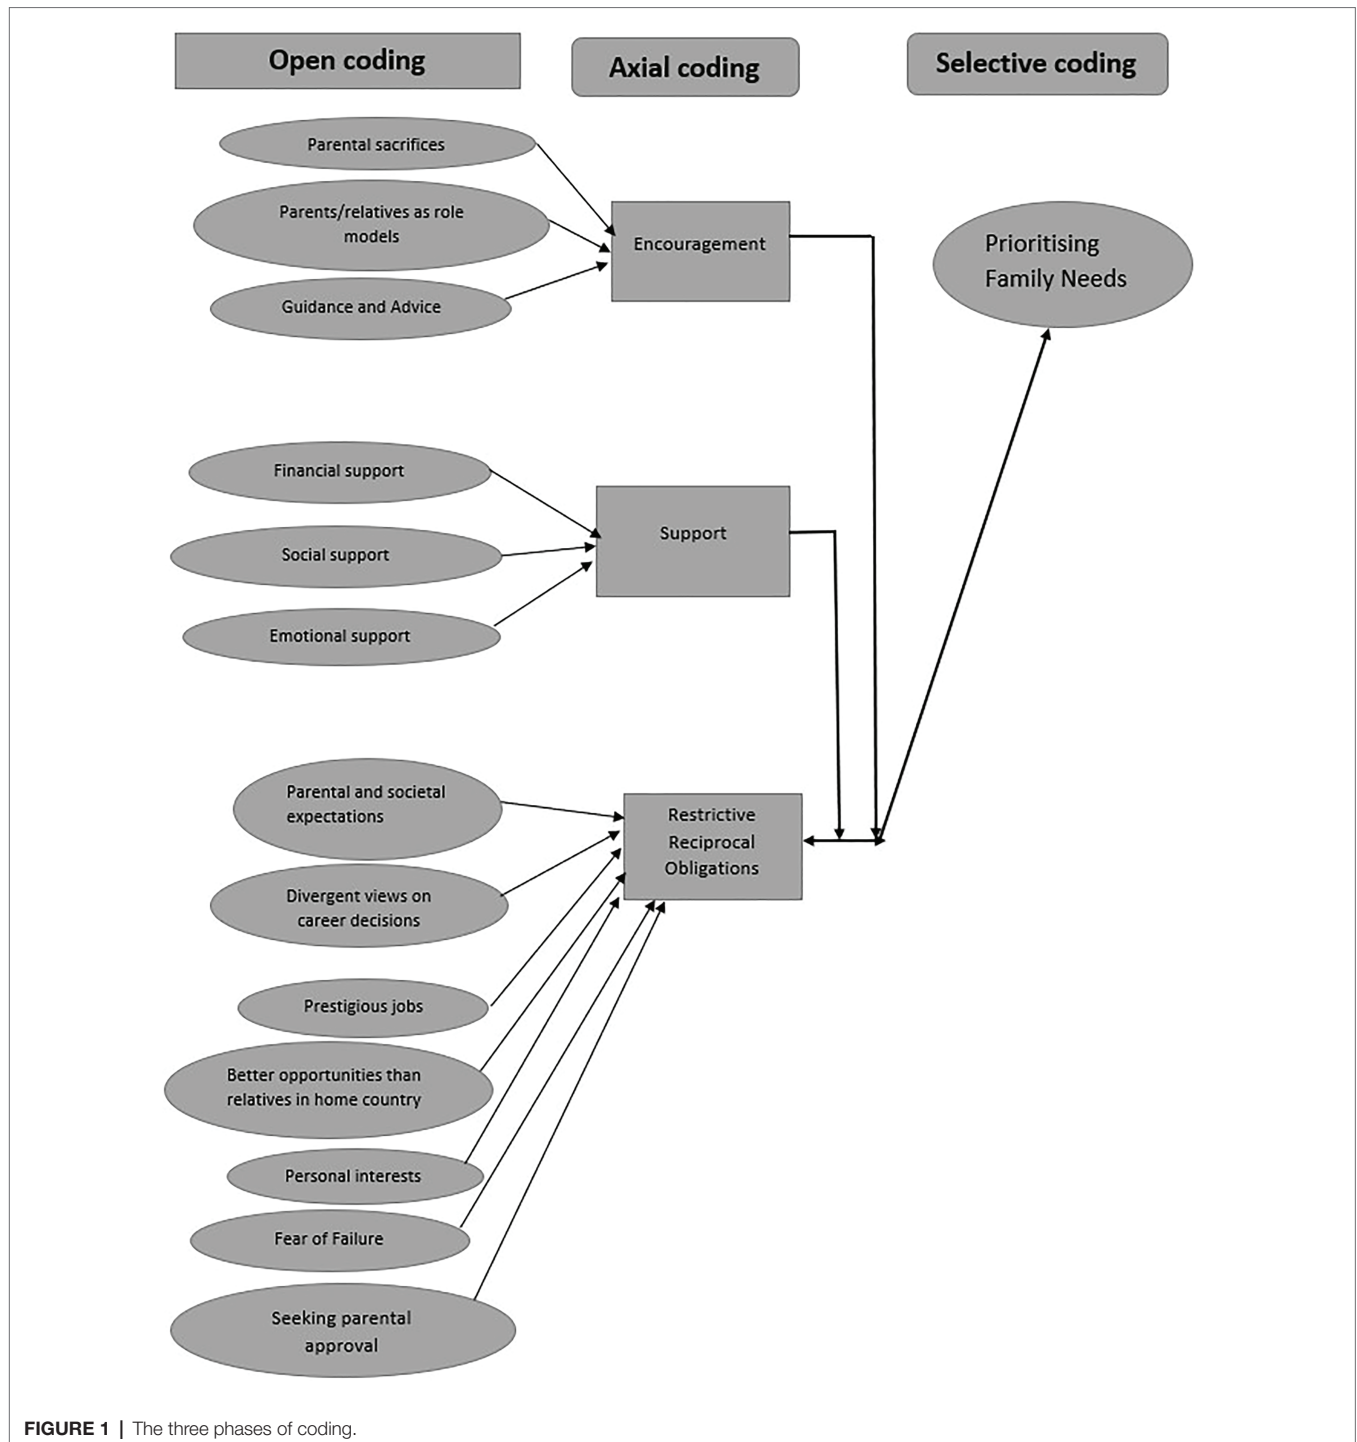 Open coding
Axial coding
Selective coding
Parental sacrifices
Parents/relatives as role
models
Guidance and Advice
Encouragement
Prioritising
Family Needs
Financial support
Social support
Emotional support
Support
Parental and societal
expectations
Divergent views on
career decisions
Prestigious jobs
Better opportunities than
relatives in home country
Personal interests
Fear of Failure
Seeking parental
approval
Restrictive
Reciprocal
Obligations
FIGURE 1 | The three phases of coding.